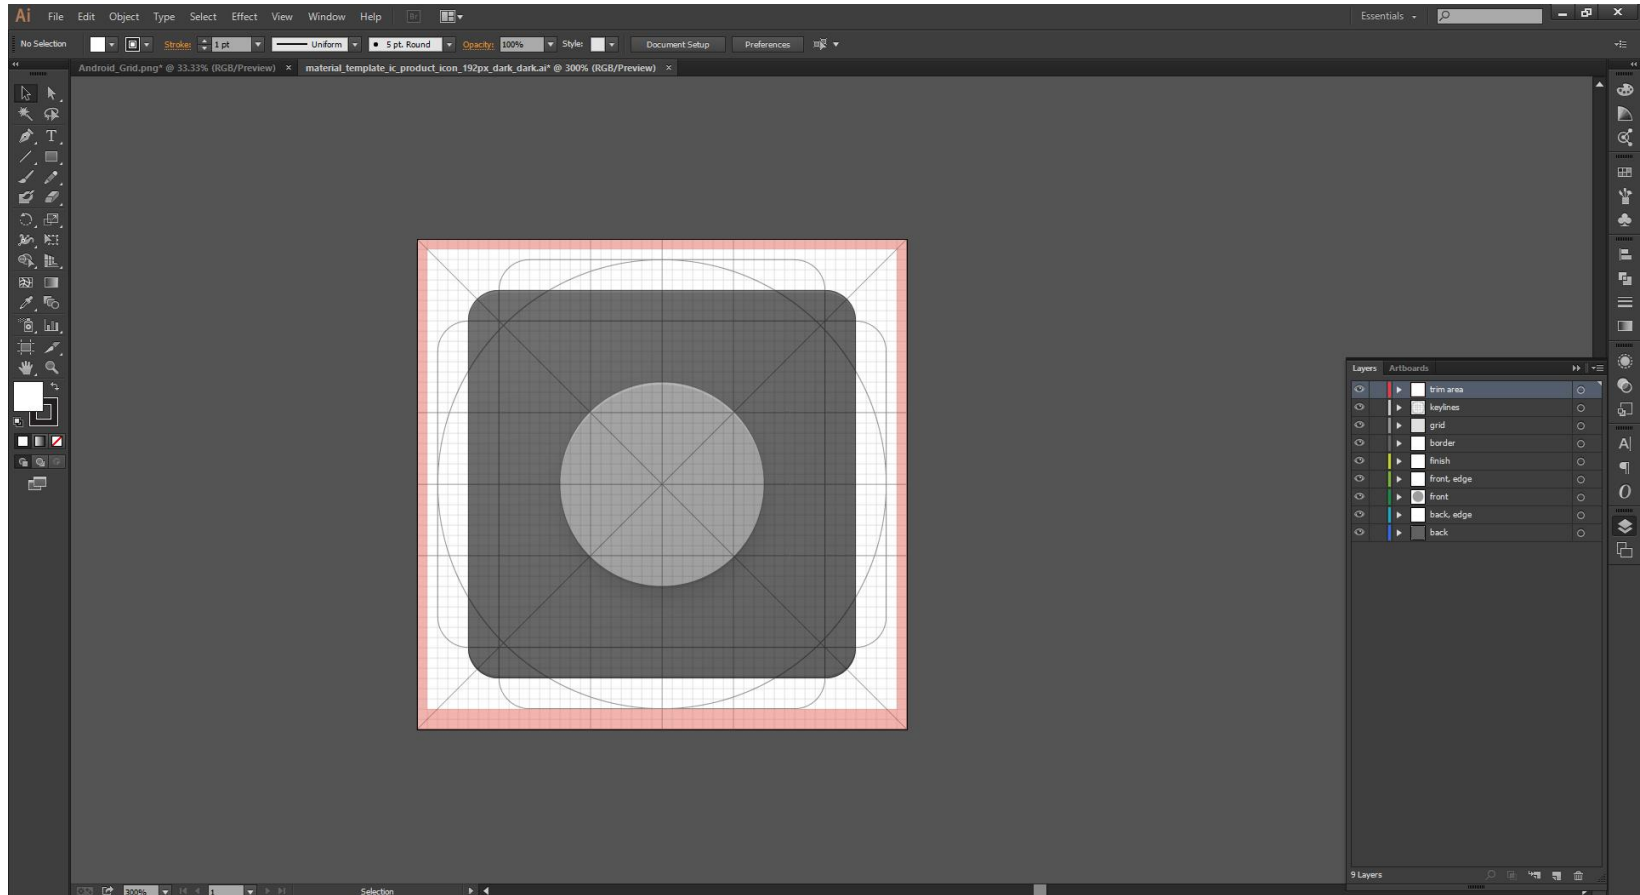 Ai File Edit Object Type Select Effect View Window Help Br Essentials
No Selection Stroke: 1 pt Uniform 5 pt. Round Opacity: 100% Style: Document Setup Preferences
Android_Grid.png* @ 33.33% (RGB/Preview) × material_template_ic_product_icon_192px_dark_dark.ai* @ 300% (RGB/Preview) ×
Layers Artboards
trim area
keylines
grid
border
finish
front, edge
front
back, edge
back
9 Layers
300% 1 Selection